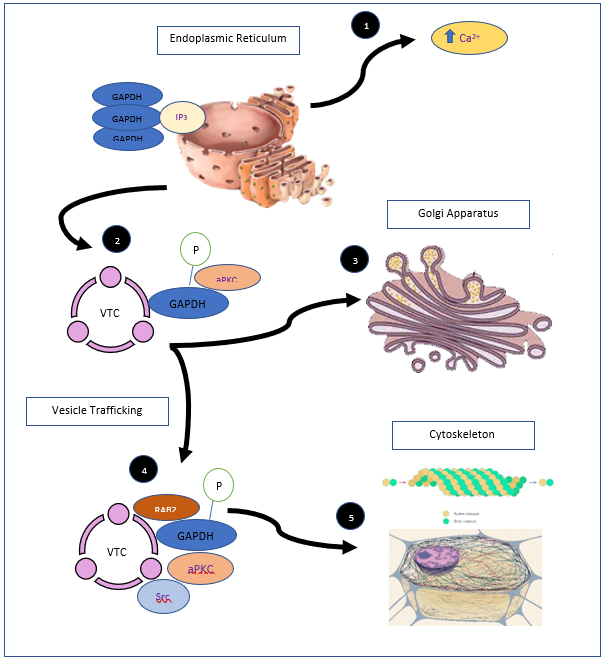 1
Endoplasmic Reticulum
Ca²⁺
GAPDH
GAPDH
IP3
GAPDH
Golgi Apparatus
2
P
3
aPKC
GAPDH
VTC
Vesicle Trafficking
Cytoskeleton
4
P
RAB2
5
GAPDH
VTC
aPKC
Src